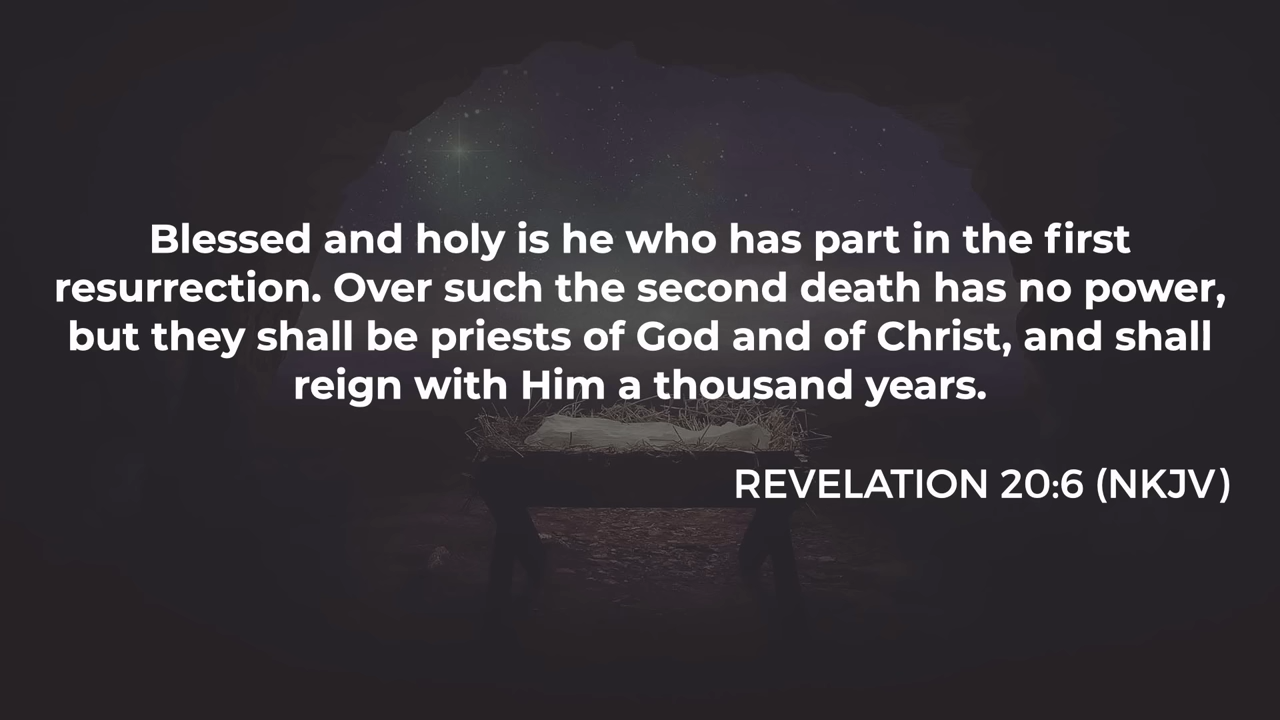 Blessed and holy is he who has part in the first
resurrection. Over such the second death has no power,
but they shall be priests of God and of Christ, and shall
reign with Him a thousand years.
REVELATION 20:6 (NKJV)